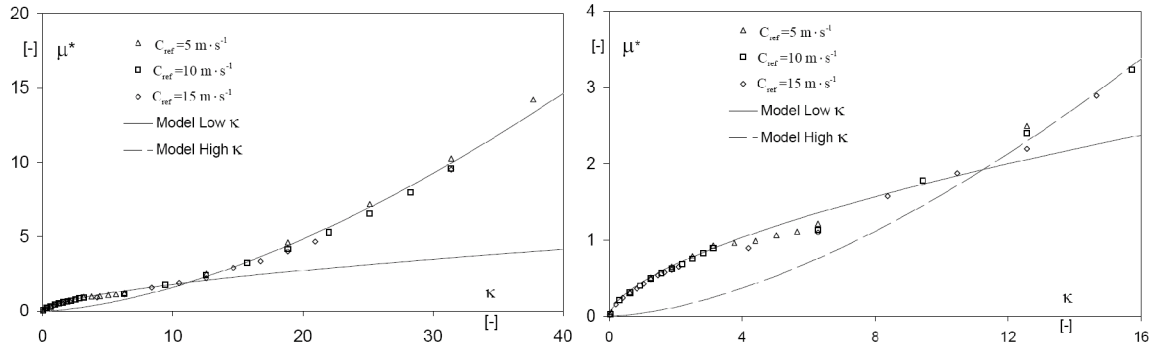 20
[-]
μ*
C_ref=5 m·s⁻¹
C_ref=10 m·s⁻¹
C_ref=15 m·s⁻¹
Model Low κ
Model High κ
15
10
5
0
0
10
20
30
40
κ
[-]
4
[-]
μ*
C_ref=5 m·s⁻¹
C_ref=10 m·s⁻¹
C_ref=15 m·s⁻¹
Model Low κ
Model High κ
3
2
1
0
0
4
8
12
16
κ
[-]